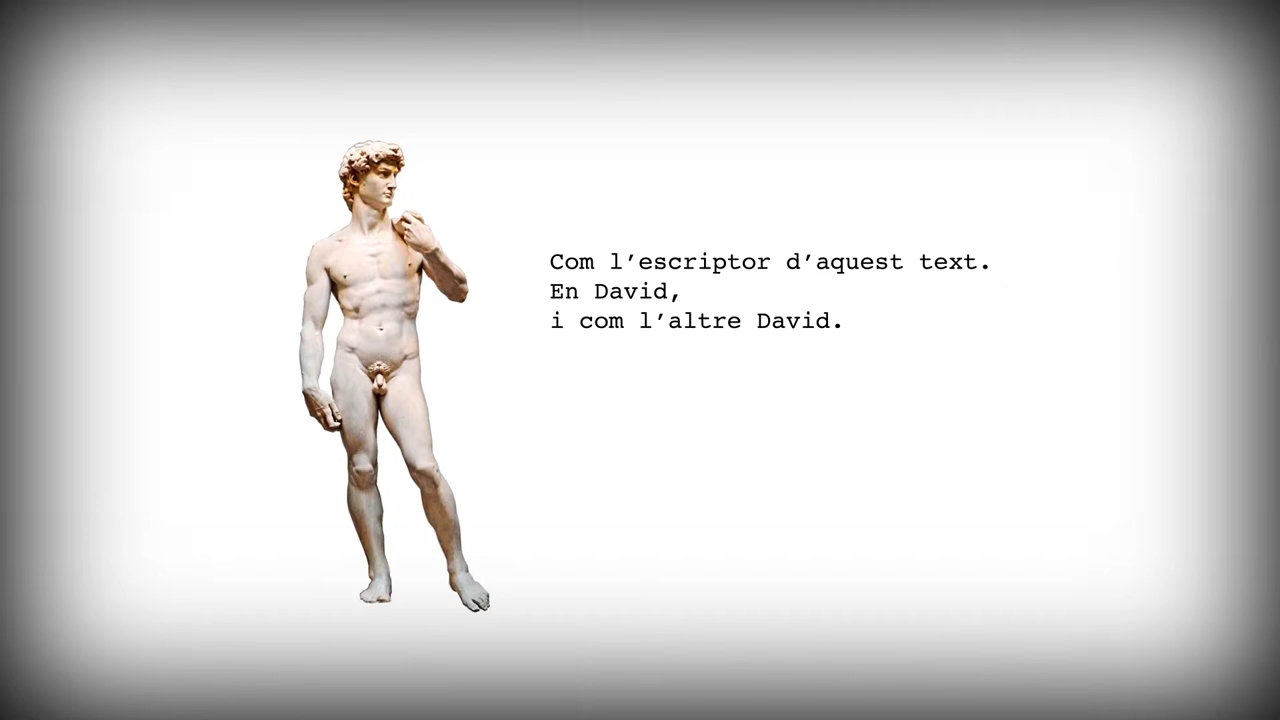 Com l’escriptor d’aquest text.
En David,
i com l’altre David.